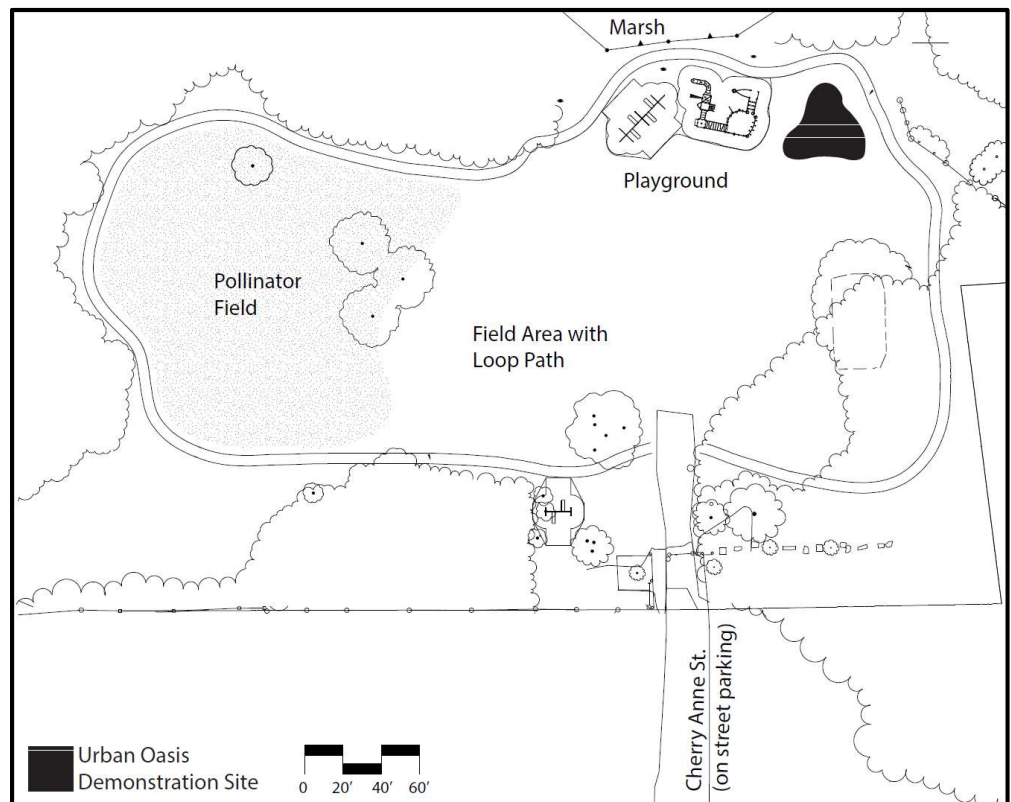 Marsh
Playground
Pollinator
Field
Field Area with
Loop Path
Cherry Anne St.
(on street parking)
Urban Oasis
Demonstration Site
0 20' 40' 60'